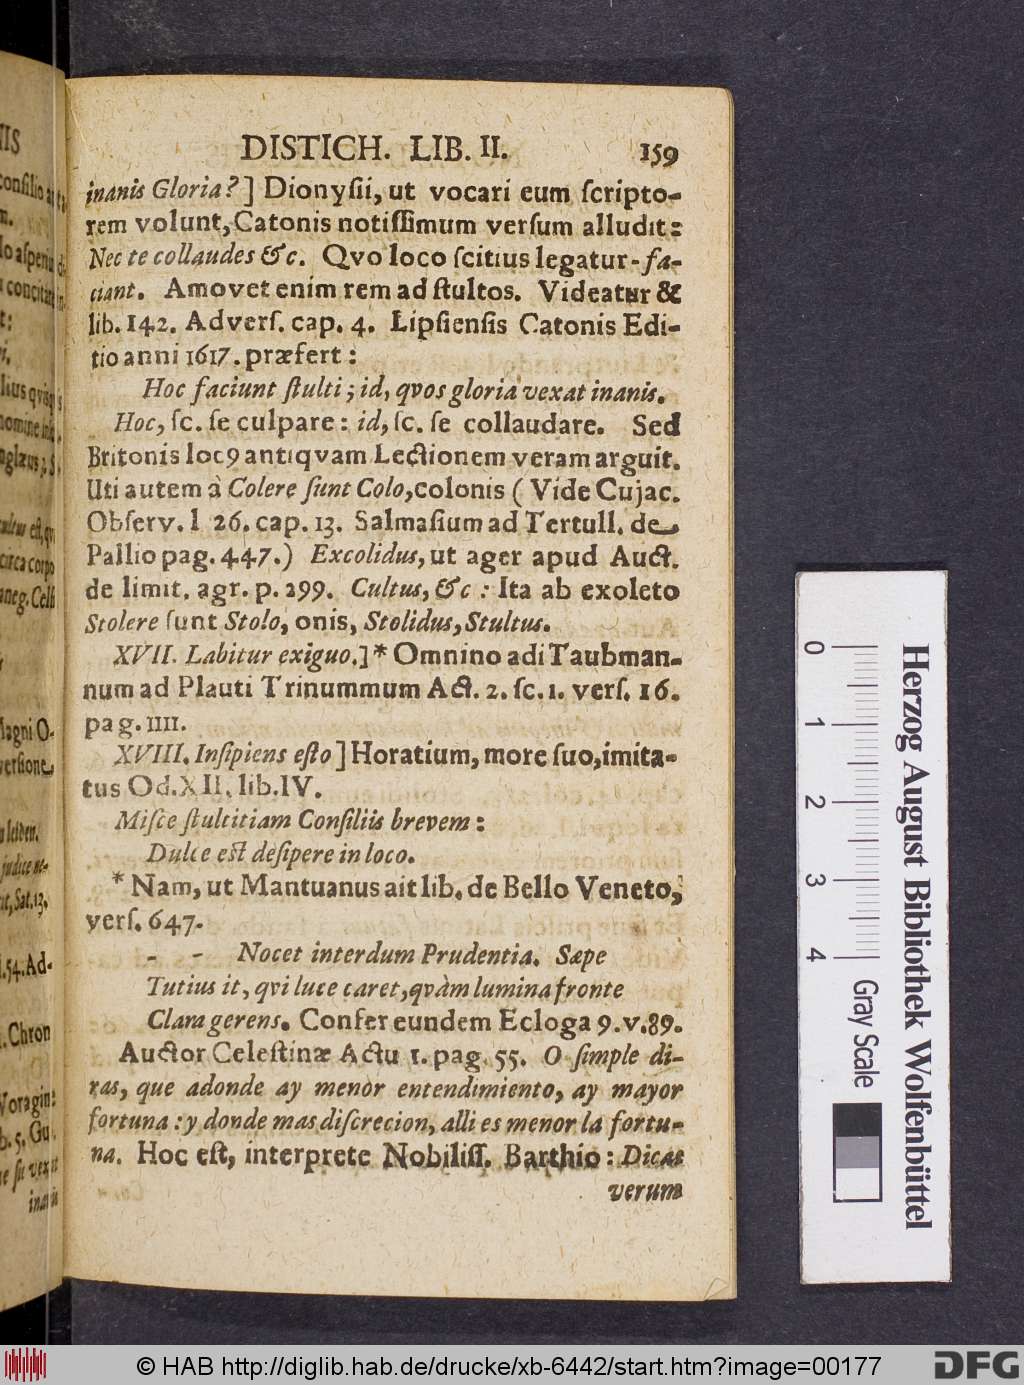 DISTICH. LIB. II. 159
inanis Gloria?] Dionyſii, ut vocari eum ſcripto-
rem volunt, Catonis notiſſimum verſum alludit:
Nec te collaudes &c. Qvo loco ſcitius legatur-fa-
ciant. Amovet enim rem ad ſtultos. Videatur &
lib. 142. Adverſ. cap. 4. Lipſienſis Catonis Edi-
tio anni 1617. præfert:
Hoc faciunt ſtulti; id, qvos gloria vexat inanis.
Hoc, ſc. ſe culpare: id, ſc. ſe collaudare. Sed
Britonis locꝰ antiqvam Lectionem veram arguit.
Uti autem à Colere ſunt Colo, colonis (Vide Cujac.
Obſerv. l 26. cap. 13. Salmaſium ad Tertull. de
Pallio pag. 447.) Excolidus, ut ager apud Auct.
de limit. agr. p. 299. Cultus, &c: Ita ab exoleto
Stolere ſunt Stolo, onis, Stolidus, Stultus.
XVII. Labitur exiguo.] * Omnino adi Taubman-
num ad Plauti Trinummum Act. 2. ſc. 1. verſ. 16.
pag. 1111.
XVIII. Inſipiens eſto] Horatium, more ſuo, imita-
tus Od. XII. lib. IV.
Miſce ſtultitiam Conſiliis brevem:
Dulce eſt deſipere in loco.
* Nam, ut Mantuanus ait lib. de Bello Veneto,
verſ. 647.
- - Nocet interdum Prudentia. Sæpe
Tutius it, qvi luce caret, qvàm lumina fronte
Clara gerens. Confer eundem Ecloga 9. v. 89.
Auctor Celeſtinæ Actu 1. pag. 55. O ſimple di-
ras, que adonde ay menor entendimiento, ay mayor
fortuna: y donde mas diſcrecion, alli es menor la fortu-
na. Hoc eſt, interprete Nobiliſſ. Barthio: Dicas
verum
0 1 2 3 4
Herzog August Bibliothek Wolfenbüttel
Gray Scale
© HAB http://diglib.hab.de/drucke/xb-6442/start.htm?image=00177
DFG